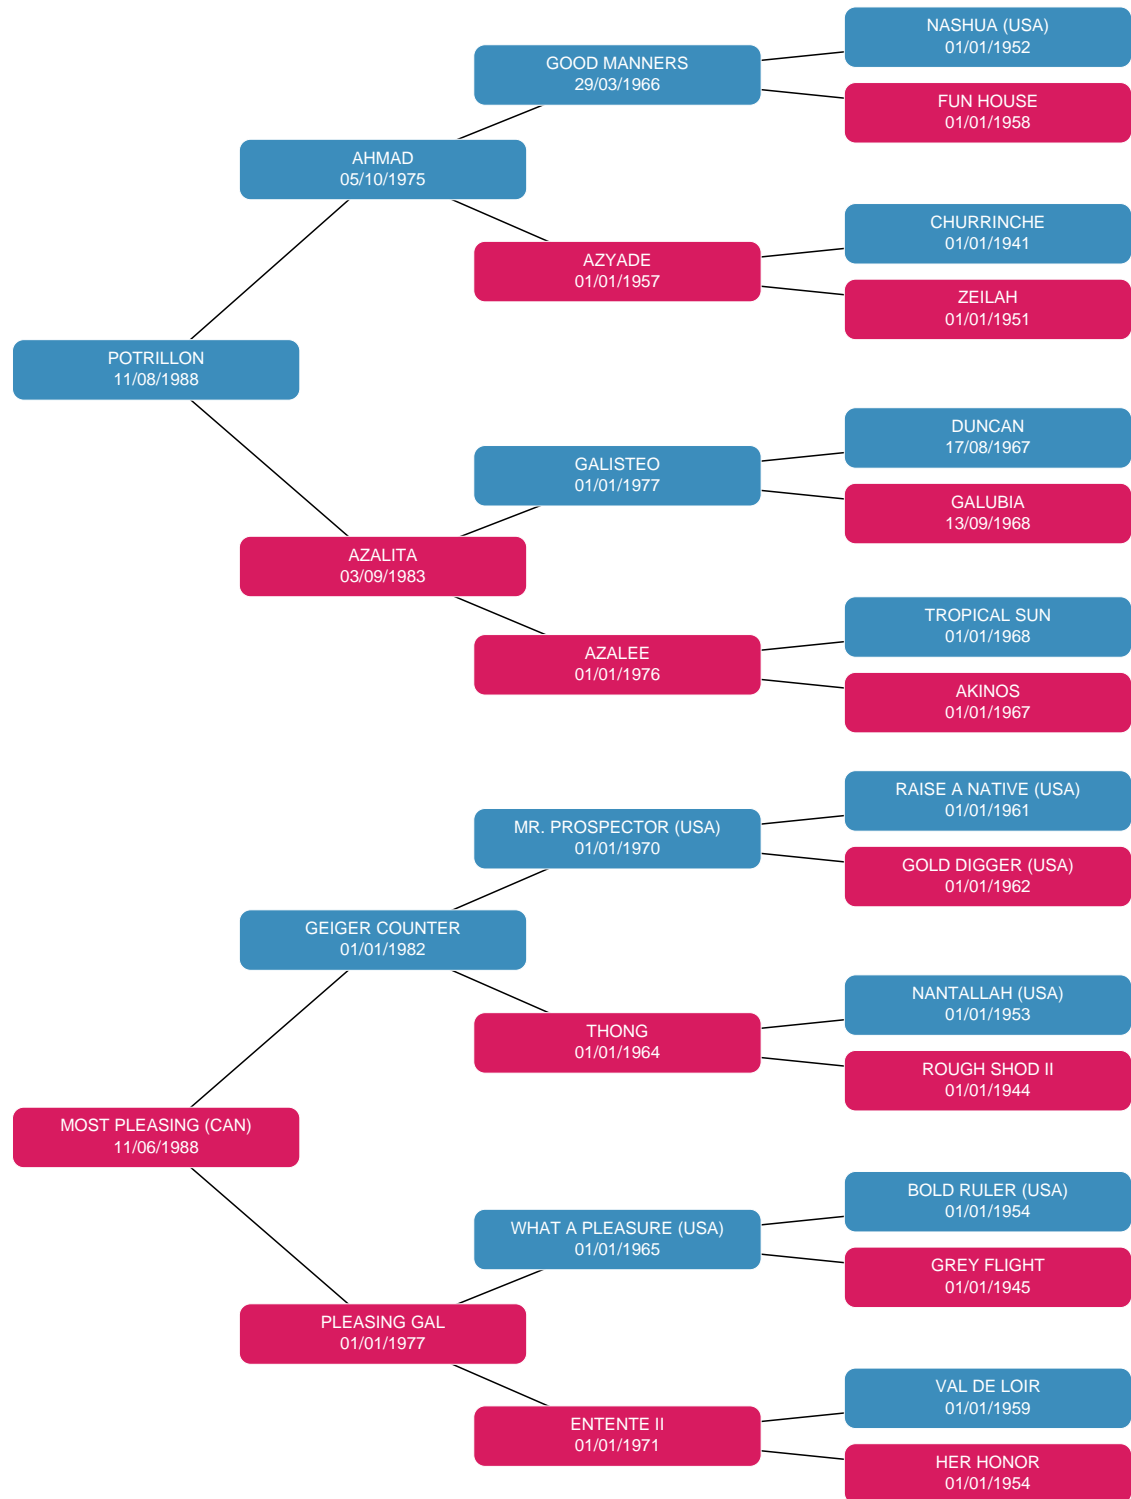 NASHUA (USA)
01/01/1952
GOOD MANNERS
29/03/1966
FUN HOUSE
01/01/1958
AHMAD
05/10/1975
CHURRINCHE
01/01/1941
AZYADE
01/01/1957
ZEILAH
01/01/1951
POTRILLON
11/08/1988
DUNCAN
17/08/1967
GALISTEO
01/01/1977
GALUBIA
13/09/1968
AZALITA
03/09/1983
TROPICAL SUN
01/01/1968
AZALEE
01/01/1976
AKINOS
01/01/1967
RAISE A NATIVE (USA)
01/01/1961
MR. PROSPECTOR (USA)
01/01/1970
GOLD DIGGER (USA)
01/01/1962
GEIGER COUNTER
01/01/1982
NANTALLAH (USA)
01/01/1953
THONG
01/01/1964
ROUGH SHOD II
01/01/1944
MOST PLEASING (CAN)
11/06/1988
BOLD RULER (USA)
01/01/1954
WHAT A PLEASURE (USA)
01/01/1965
GREY FLIGHT
01/01/1945
PLEASING GAL
01/01/1977
VAL DE LOIR
01/01/1959
ENTENTE II
01/01/1971
HER HONOR
01/01/1954